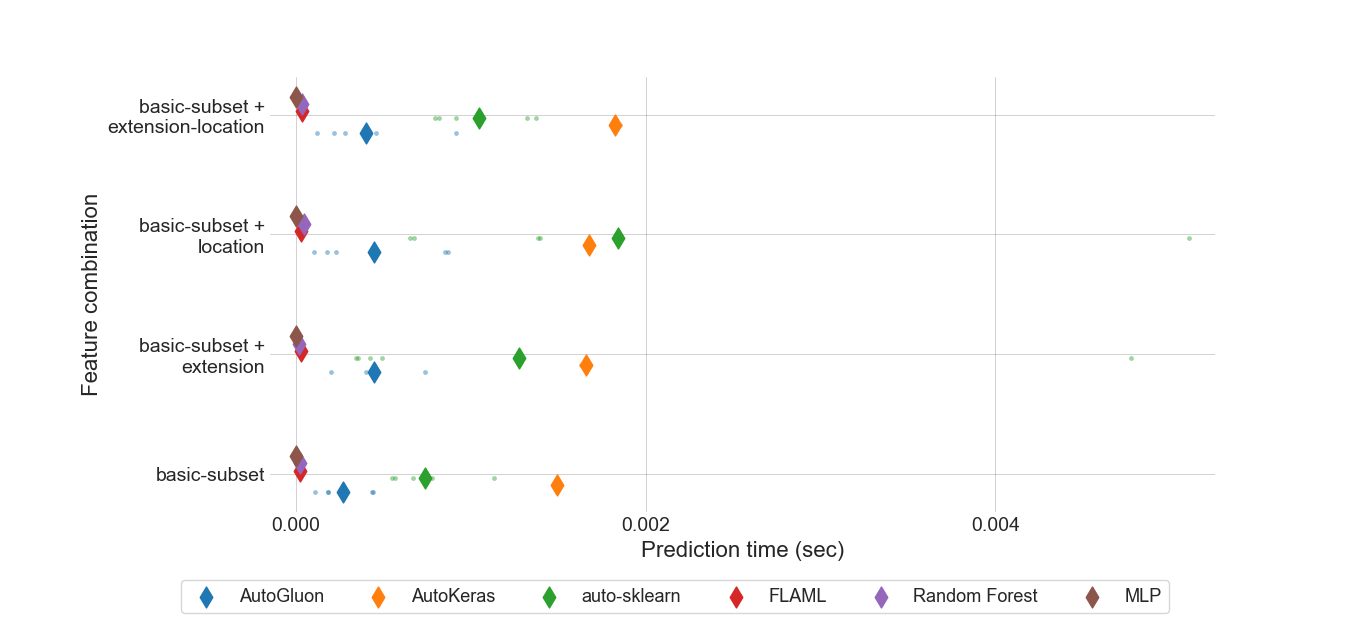 basic-subset +
extension-location
basic-subset +
location
basic-subset +
extension
basic-subset
Feature combination
0.000 0.002 0.004
Prediction time (sec)
AutoGluon AutoKeras auto-sklearn FLAML Random Forest MLP